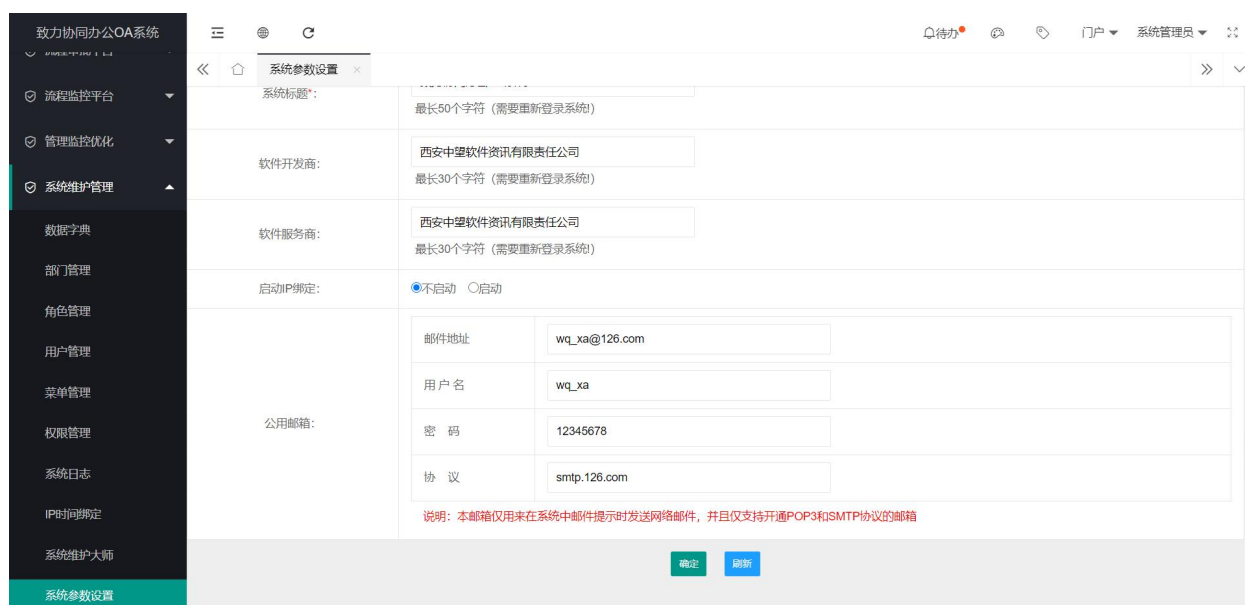 致力协同办公OA系统
待办
门户
系统管理员
系统参数设置 ×
流程监控平台
管理监控优化
系统维护管理
数据字典
部门管理
角色管理
用户管理
菜单管理
权限管理
系统日志
IP时间绑定
系统维护大师
系统参数设置
系统标题*:
最长50个字符 (需要重新登录系统!)
软件开发商:
西安中望软件资讯有限责任公司
最长30个字符 (需要重新登录系统!)
软件服务商:
西安中望软件资讯有限责任公司
最长30个字符 (需要重新登录系统!)
启动IP绑定:
不启动 启动
公用邮箱:
邮件地址 wq_xa@126.com
用 户 名 wq_xa
密 码 12345678
协 议 smtp.126.com
说明：本邮箱仅用来在系统中邮件提示时发送网络邮件，并且仅支持开通POP3和SMTP协议的邮箱
确定 刷新